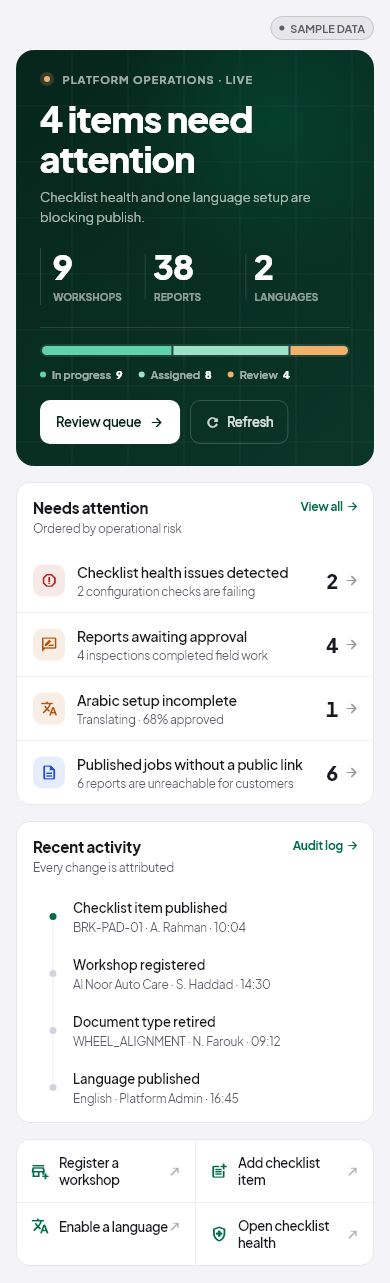 SAMPLE DATA
PLATFORM OPERATIONS · LIVE
4 items need
attention
Checklist health and one language setup are
blocking publish.
9 38 2
WORKSHOPS REPORTS LANGUAGES
In progress 9 Assigned 8 Review 4
Review queue → Refresh
Needs attention View all →
Ordered by operational risk
Checklist health issues detected 2 →
2 configuration checks are failing
Reports awaiting approval 4 →
4 inspections completed field work
Arabic setup incomplete 1 →
Translating · 68% approved
Published jobs without a public link 6 →
6 reports are unreachable for customers
Recent activity Audit log →
Every change is attributed
Checklist item published
BRK-PAD-01 · A. Rahman · 10:04
Workshop registered
Al Noor Auto Care · S. Haddad · 14:30
Document type retired
WHEEL_ALIGNMENT · N. Farouk · 09:12
Language published
English · Platform Admin · 16:45
Register a
workshop
Add checklist
item
Enable a language
Open checklist
health